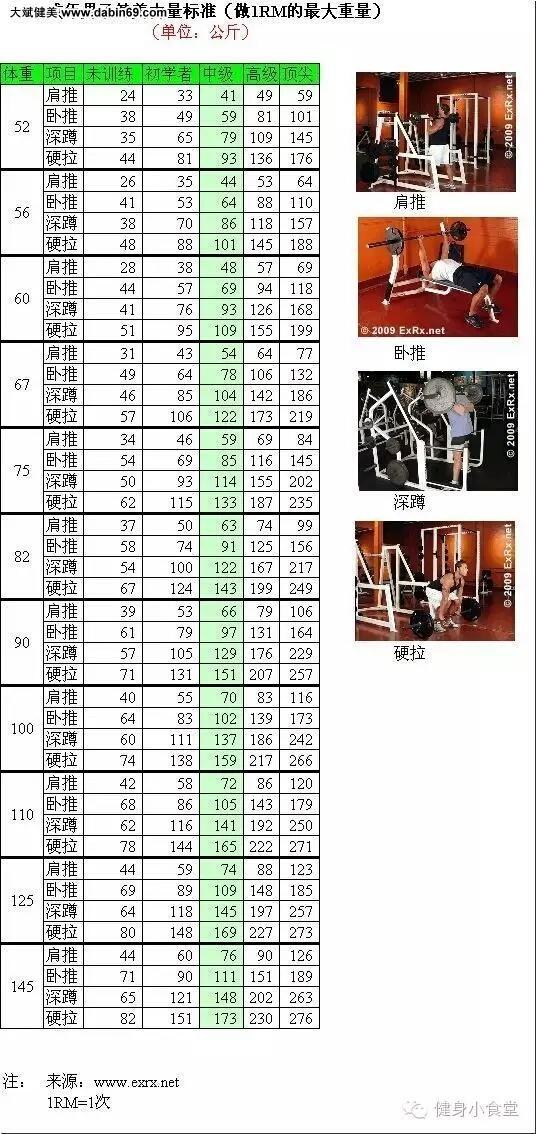 大斌健美www.dabin69.com
力量标准（做1RM的最大重量）
（单位：公斤）
体重 项目 未训练 初学者 中级 高级 顶尖
52 肩推 24 33 41 49 59
卧推 38 49 59 81 101
深蹲 35 65 79 109 145
硬拉 44 81 93 136 176
56 肩推 26 35 44 53 64
卧推 41 53 64 88 110
深蹲 38 70 86 118 157
硬拉 48 88 101 145 188
60 肩推 28 38 48 57 69
卧推 44 57 69 94 118
深蹲 41 76 93 126 168
硬拉 51 95 109 155 199
67 肩推 31 43 54 64 77
卧推 49 64 78 106 132
深蹲 46 85 104 142 186
硬拉 57 106 122 173 219
75 肩推 34 46 59 69 84
卧推 54 69 85 116 145
深蹲 50 93 114 155 202
硬拉 62 115 133 187 235
82 肩推 37 50 63 74 99
卧推 58 74 91 125 156
深蹲 54 100 122 167 217
硬拉 67 124 143 199 249
90 肩推 39 53 66 79 106
卧推 61 79 97 131 164
深蹲 57 105 129 176 229
硬拉 71 131 151 207 257
100 肩推 40 55 70 83 116
卧推 64 83 102 139 173
深蹲 60 111 137 186 242
硬拉 74 138 159 217 266
110 肩推 42 58 72 86 120
卧推 68 86 105 143 179
深蹲 62 116 141 192 250
硬拉 78 144 165 222 271
125 肩推 44 59 74 88 123
卧推 69 89 109 148 185
深蹲 64 118 145 197 257
硬拉 80 148 169 227 273
145 肩推 44 60 76 90 126
卧推 71 90 111 151 189
深蹲 65 121 148 202 263
硬拉 82 151 173 230 276
© 2009 ExRx.net
肩推
© 2009 ExRx.net
卧推
© 2009 ExRx.net
深蹲
© 2009 ExRx.net
硬拉
注： 来源：www.exrx.net
1RM=1次
健身小食堂